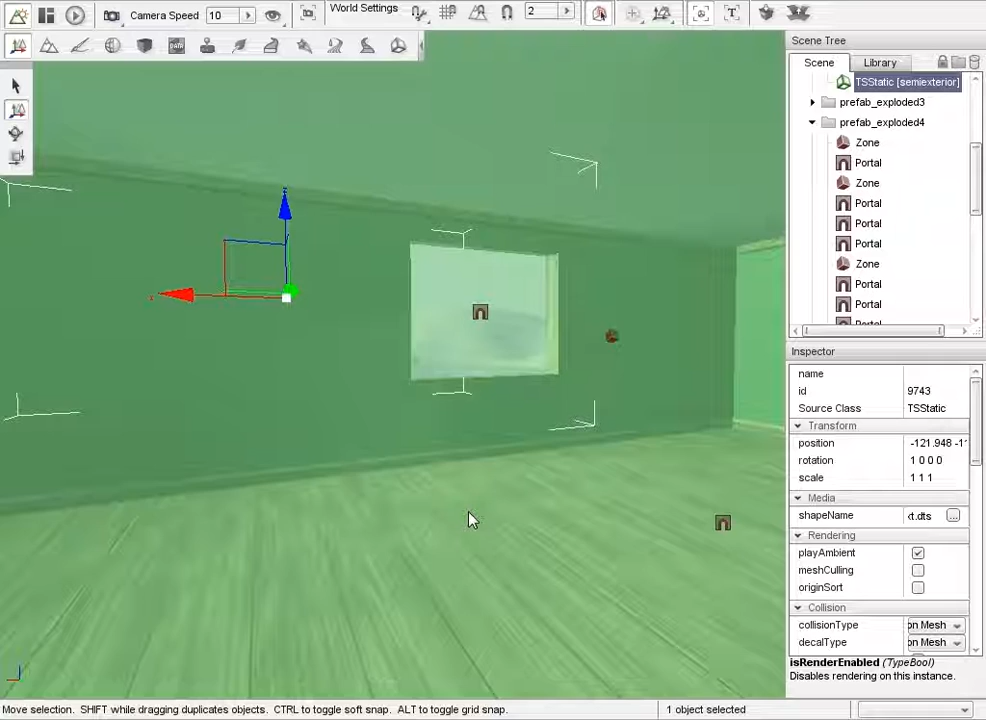 Camera Speed 10
World Settings
2
T
DATA
Scene Tree
Scene Library
TSStatic [semiexterior]
prefab_exploded3
prefab_exploded4
Zone
Portal
Zone
Portal
Portal
Portal
Zone
Portal
Portal
Portal
Inspector
name
id 9743
Source Class TSStatic
Transform
position -121.948 -1
rotation 1 0 0 0
scale 1 1 1
Media
shapeName xt.dts ...
Rendering
playAmbient
meshCulling
originSort
Collision
collisionType on Mesh
decalType on Mesh
isRenderEnabled (TypeBool)
Disables rendering on this instance.
Move selection. SHIFT while dragging duplicates objects. CTRL to toggle soft snap. ALT to toggle grid snap.
1 object selected